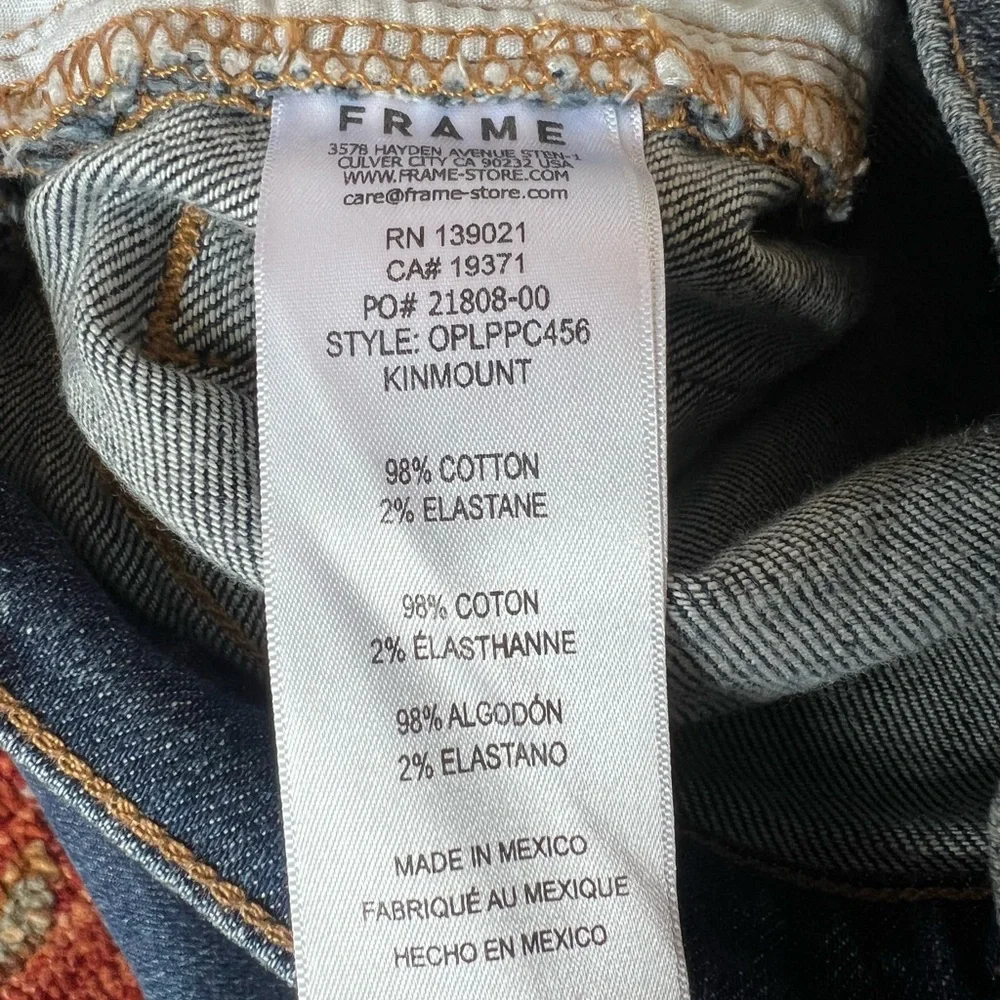 FRAME
3578 HAYDEN AVENUE STBN-1
CULVER CITY CA 90232 USA
WWW.FRAME-STORE.COM
care@frame-store.com
RN 139021
CA# 19371
PO# 21808-00
STYLE: OPLPPC456
KINMOUNT
98% COTTON
2% ELASTANE
98% COTON
2% ÉLASTHANNE
98% ALGODÓN
2% ELASTANO
MADE IN MEXICO
FABRIQUÉ AU MEXIQUE
HECHO EN MEXICO